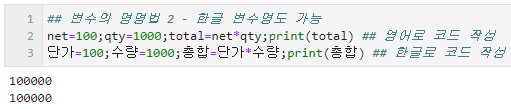 1 ## 변수의 명명법 2 - 한글 변수명도 가능
2 net=100;qty=1000;total=net*qty;print(total) ## 영어로 코드 작성
3 단가=100;수량=1000;총합=단가*수량;print(총합) ## 한글로 코드 작성
100000
100000